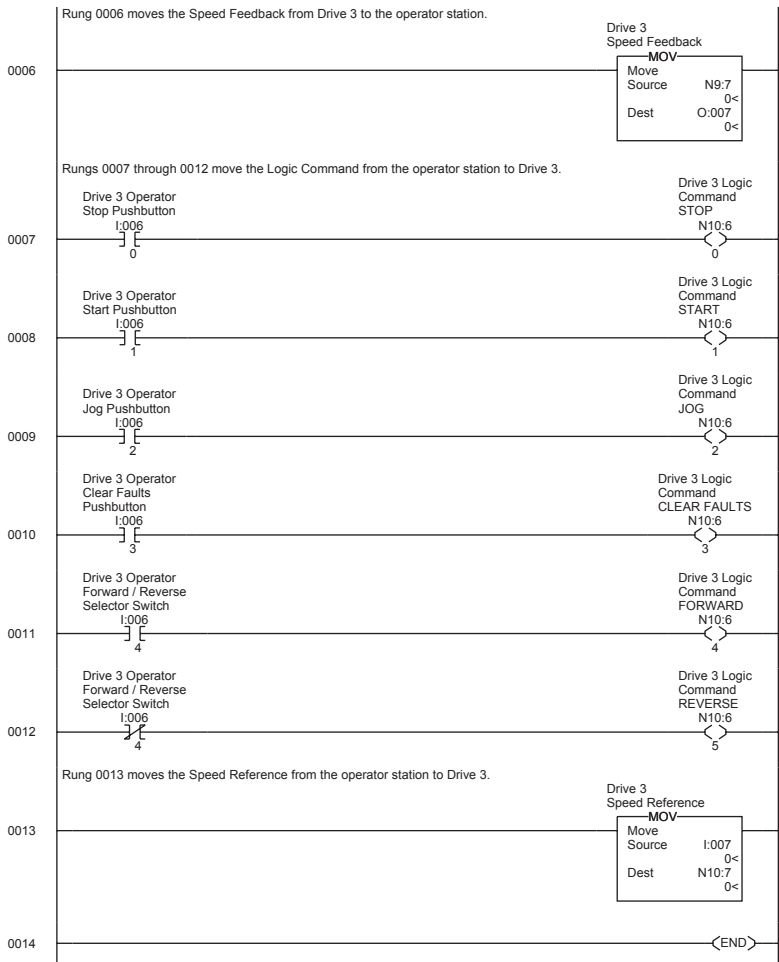 Rung 0006 moves the Speed Feedback from Drive 3 to the operator station.
Drive 3
Speed Feedback
MOV
0006
Move
Source N9:7
0<
Dest O:007
0<
Rungs 0007 through 0012 move the Logic Command from the operator station to Drive 3.
Drive 3 Operator
Stop Pushbutton
I:006
0
0007
Drive 3 Logic
Command
STOP
N10:6
0
Drive 3 Operator
Start Pushbutton
I:006
1
0008
Drive 3 Logic
Command
START
N10:6
1
Drive 3 Operator
Jog Pushbutton
I:006
2
0009
Drive 3 Logic
Command
JOG
N10:6
2
Drive 3 Operator
Clear Faults
Pushbutton
I:006
3
0010
Drive 3 Logic
Command
CLEAR FAULTS
N10:6
3
Drive 3 Operator
Forward / Reverse
Selector Switch
I:006
4
0011
Drive 3 Logic
Command
FORWARD
N10:6
4
Drive 3 Operator
Forward / Reverse
Selector Switch
I:006
4
0012
Drive 3 Logic
Command
REVERSE
N10:6
5
Rung 0013 moves the Speed Reference from the operator station to Drive 3.
Drive 3
Speed Reference
MOV
0013
Move
Source I:007
0<
Dest N10:7
0<
0014
END